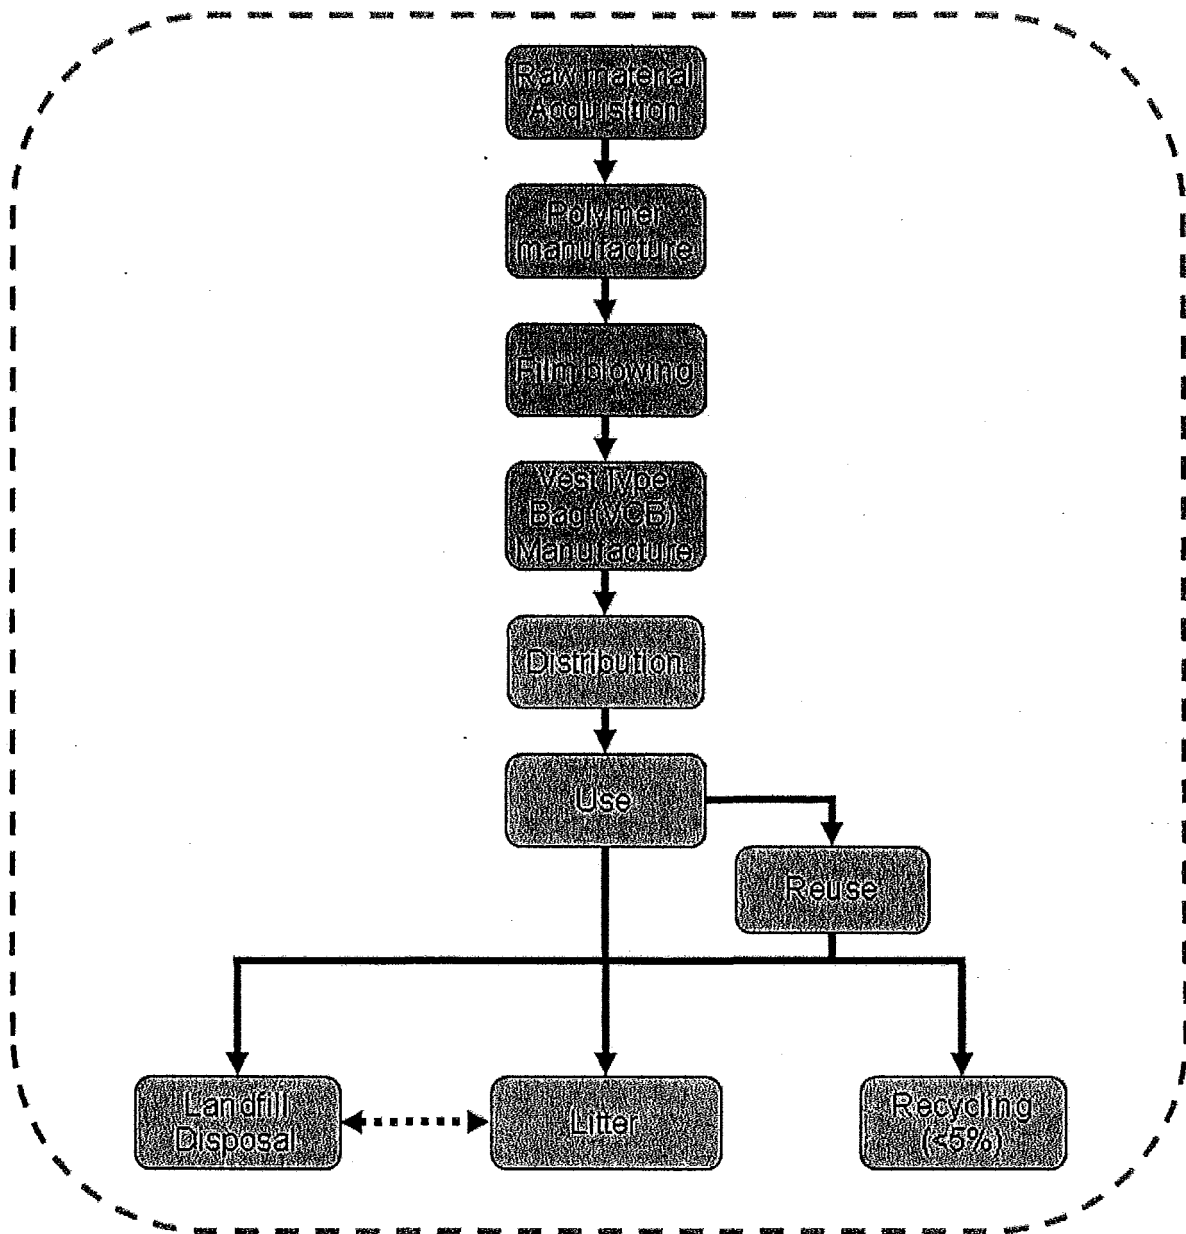 Raw material
Acquisition
Polymer
manufacture
Film blowing
Vest Type
Bag (VCB)
Manufacture
Distribution
Use
Reuse
Landfill
Disposal
Litter
Recycling
(<5%)